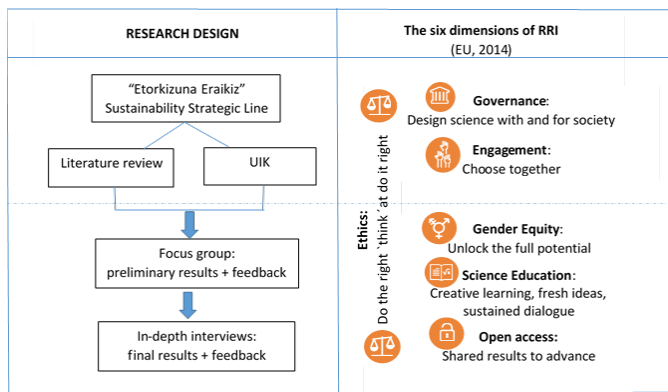 RESEARCH DESIGN
"Etorkizuna Eraikiz"
Sustainability Strategic Line
Literature review
UIK
Focus group:
preliminary results + feedback
In-depth interviews:
final results + feedback
The six dimensions of RRI
(EU, 2014)
Ethics:
Do the right `think´at do it right
Governance:
Design science with and for society
Engagement:
Choose together
Gender Equity:
Unlock the full potential
Science Education:
Creative learning, fresh ideas,
sustained dialogue
Open access:
Shared results to advance